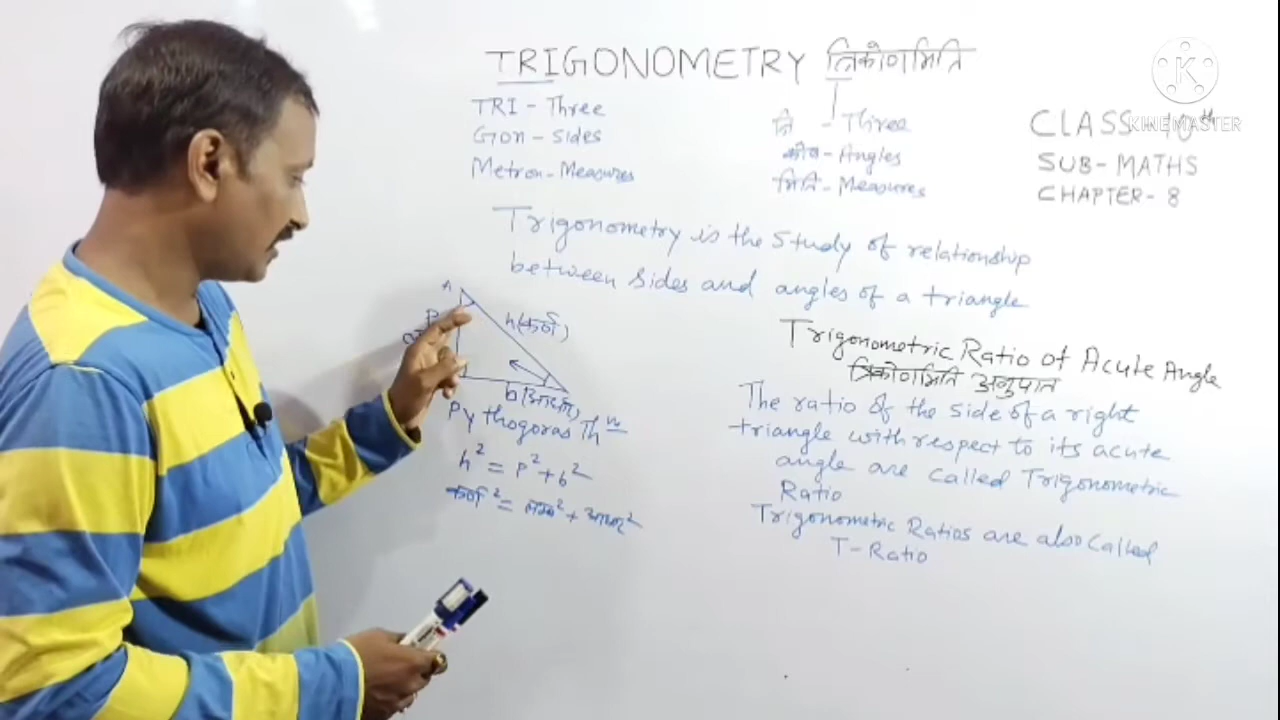 TRIGONOMETRY त्रिकोणमिति
TRI - Three
Gon - Sides
Metron - Measures
त्रि - Three
कोण - Angles
मिति - Measures
CLASS - 10th
SUB - MATHS
CHAPTER - 8
K
KINEMASTER
Trigonometry is the study of relationship
between sides and angles of a triangle
P
h (कर्ण)
b (आधार)
Pythogoras Thm
h² = p² + b²
कर्ण² = लम्ब² + आधार²
Trigonometric Ratio of Acute Angle
त्रिकोणमिति अनुपात
The ratio of the side of a right
triangle with respect to its acute
angle are called Trigonometric
Ratio
Trigonometric Ratios are also called
T-Ratio